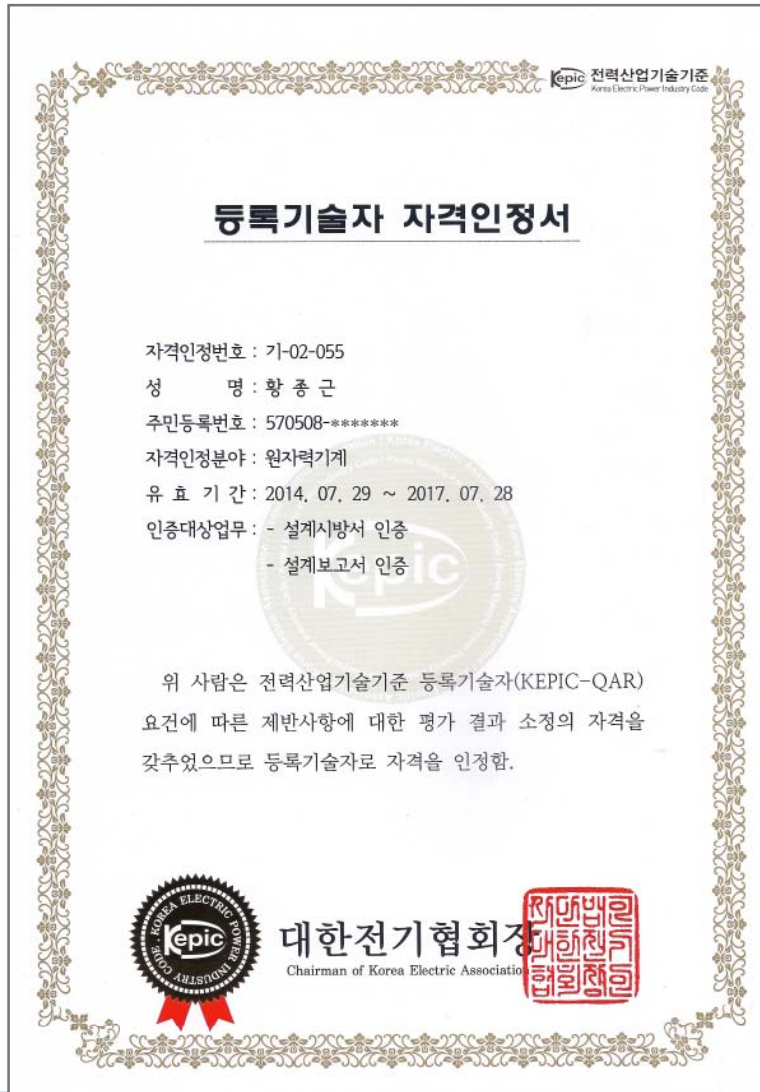 Kepic 전력산업기술기준
Korea Electric Power Industry Code
등록기술자 자격인정서
자격인정번호 : 기-02-055
성 명 : 황 종 근
주민등록번호 : 570508-*******
자격인정분야 : 원자력기계
유 효 기 간 : 2014. 07. 29 ~ 2017. 07. 28
인증대상업무 : - 설계시방서 인증
- 설계보고서 인증
Kepic
위 사람은 전력산업기술기준 등록기술자(KEPIC-QAR)
요건에 따른 제반사항에 대한 평가 결과 소정의 자격을
갖추었으므로 등록기술자로 자격을 인정함.
KOREA ELECTRIC POWER INDUSTRY CODE
Kepic
대한전기협회장
Chairman of Korea Electric Association